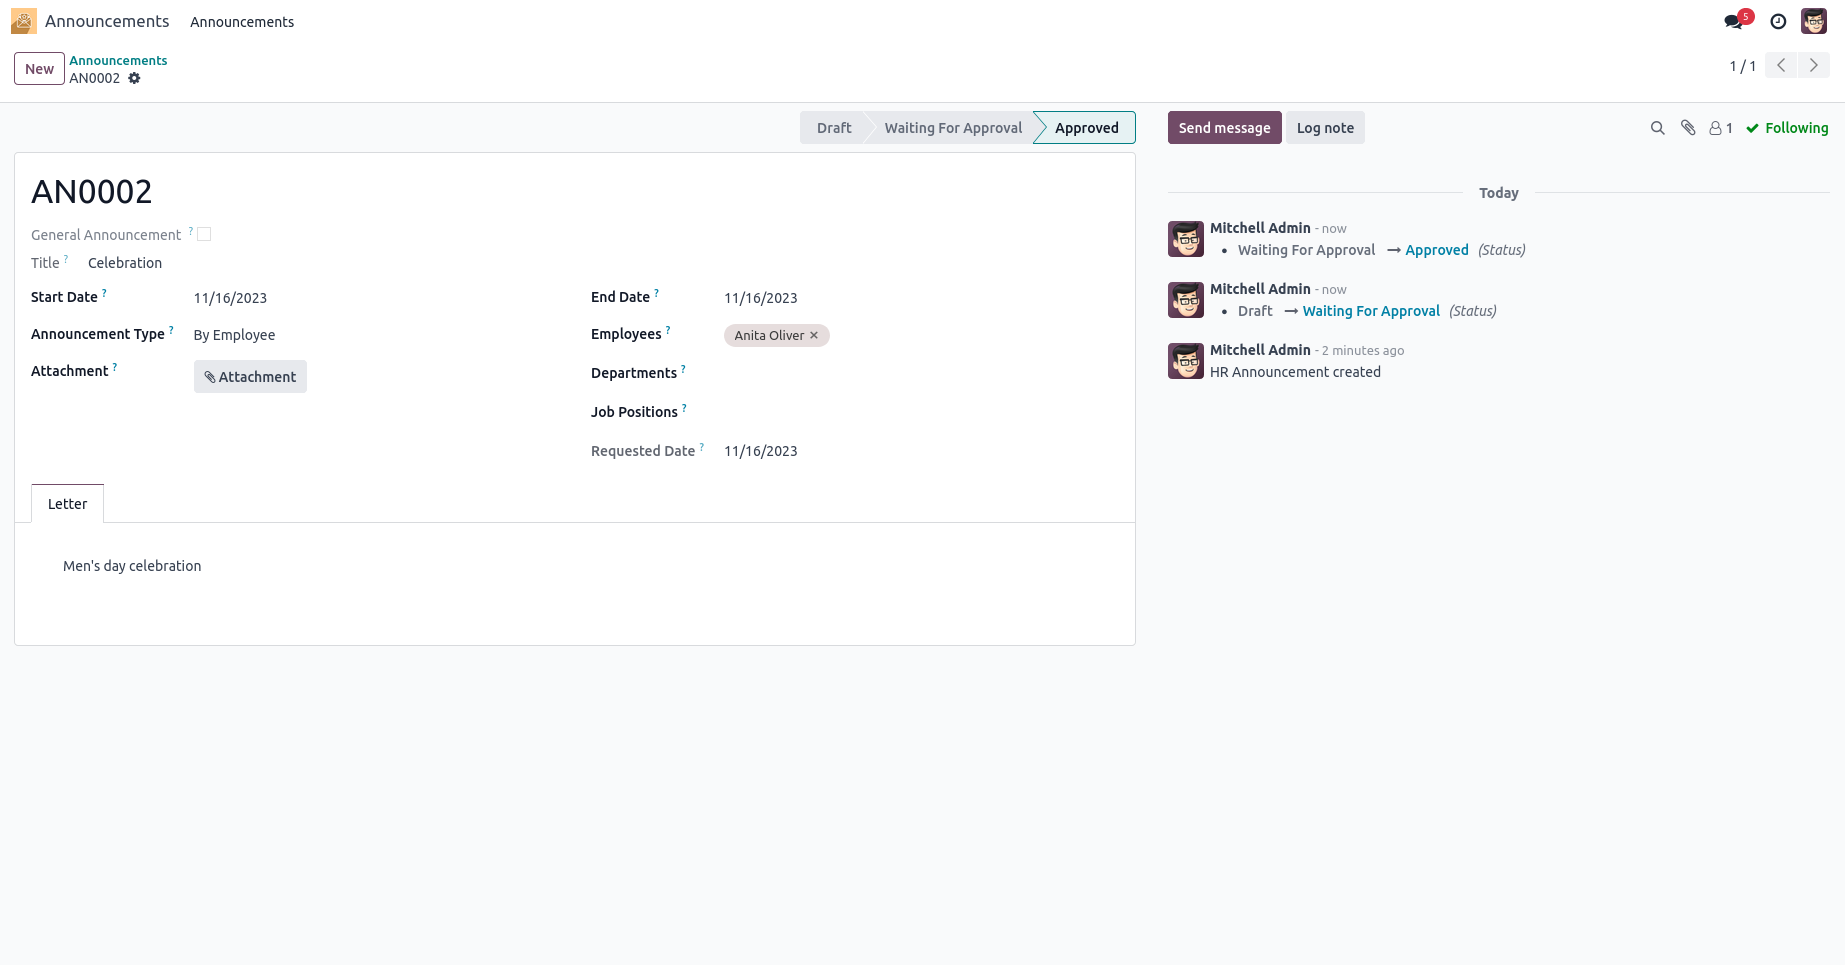 Announcements Announcements 5
New Announcements
AN0002
1 / 1
Draft Waiting For Approval Approved
Send message Log note 1 Following
AN0002
General Announcement ?
Title ? Celebration
Start Date ? 11/16/2023
End Date ? 11/16/2023
Announcement Type ? By Employee
Employees ? Anita Oliver ×
Attachment ? Attachment
Departments ?
Job Positions ?
Requested Date ? 11/16/2023
Letter
Men's day celebration
Today
Mitchell Admin - now
• Waiting For Approval → Approved (Status)
Mitchell Admin - now
• Draft → Waiting For Approval (Status)
Mitchell Admin - 2 minutes ago
HR Announcement created